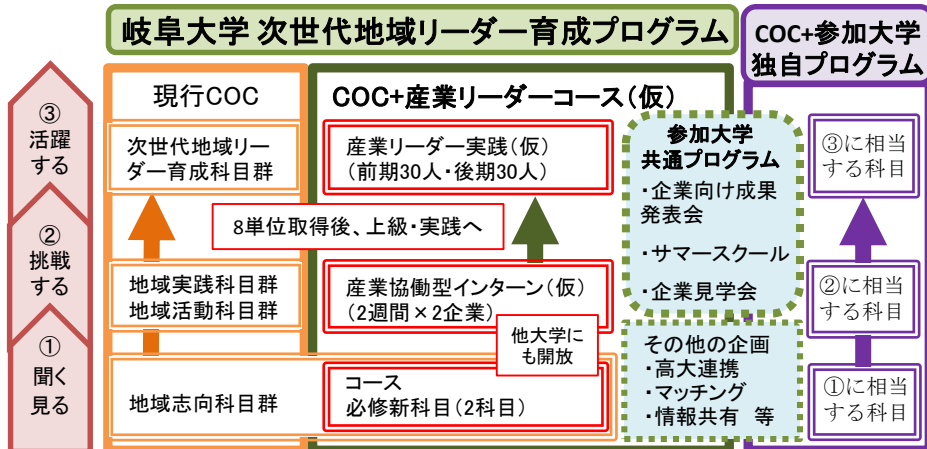 岐阜大学 次世代地域リーダー育成プログラム
COC+参加大学
独自プログラム
③
活躍
する
②
挑戦
する
①
聞く
見る
現行COC
次世代地域リー
ダー育成科目群
地域実践科目群
地域活動科目群
地域志向科目群
COC+産業リーダーコース(仮)
産業リーダー実践(仮)
(前期30人・後期30人)
8単位取得後、上級・実践へ
産業協働型インターン(仮)
(2週間×2企業)
他大学に
も開放
コース
必修新科目(2科目)
参加大学
共通プログラム
・企業向け成果
発表会
・サマースクール
・企業見学会
その他の企画
・高大連携
・マッチング
・情報共有 等
③に相当
する科目
②に相当
する科目
①に相当
する科目